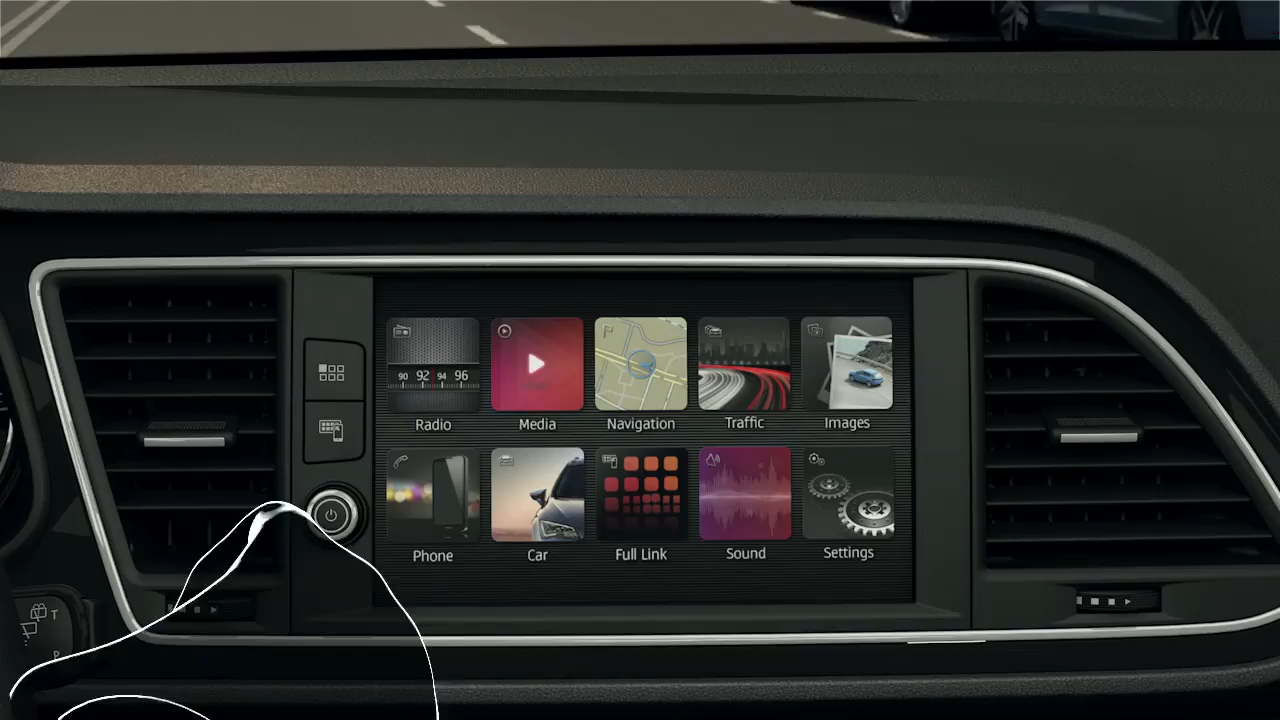 90 92 94 96
Radio
Media
Navigation
Traffic
Images
Phone
Car
Full Link
Sound
Settings
T
P